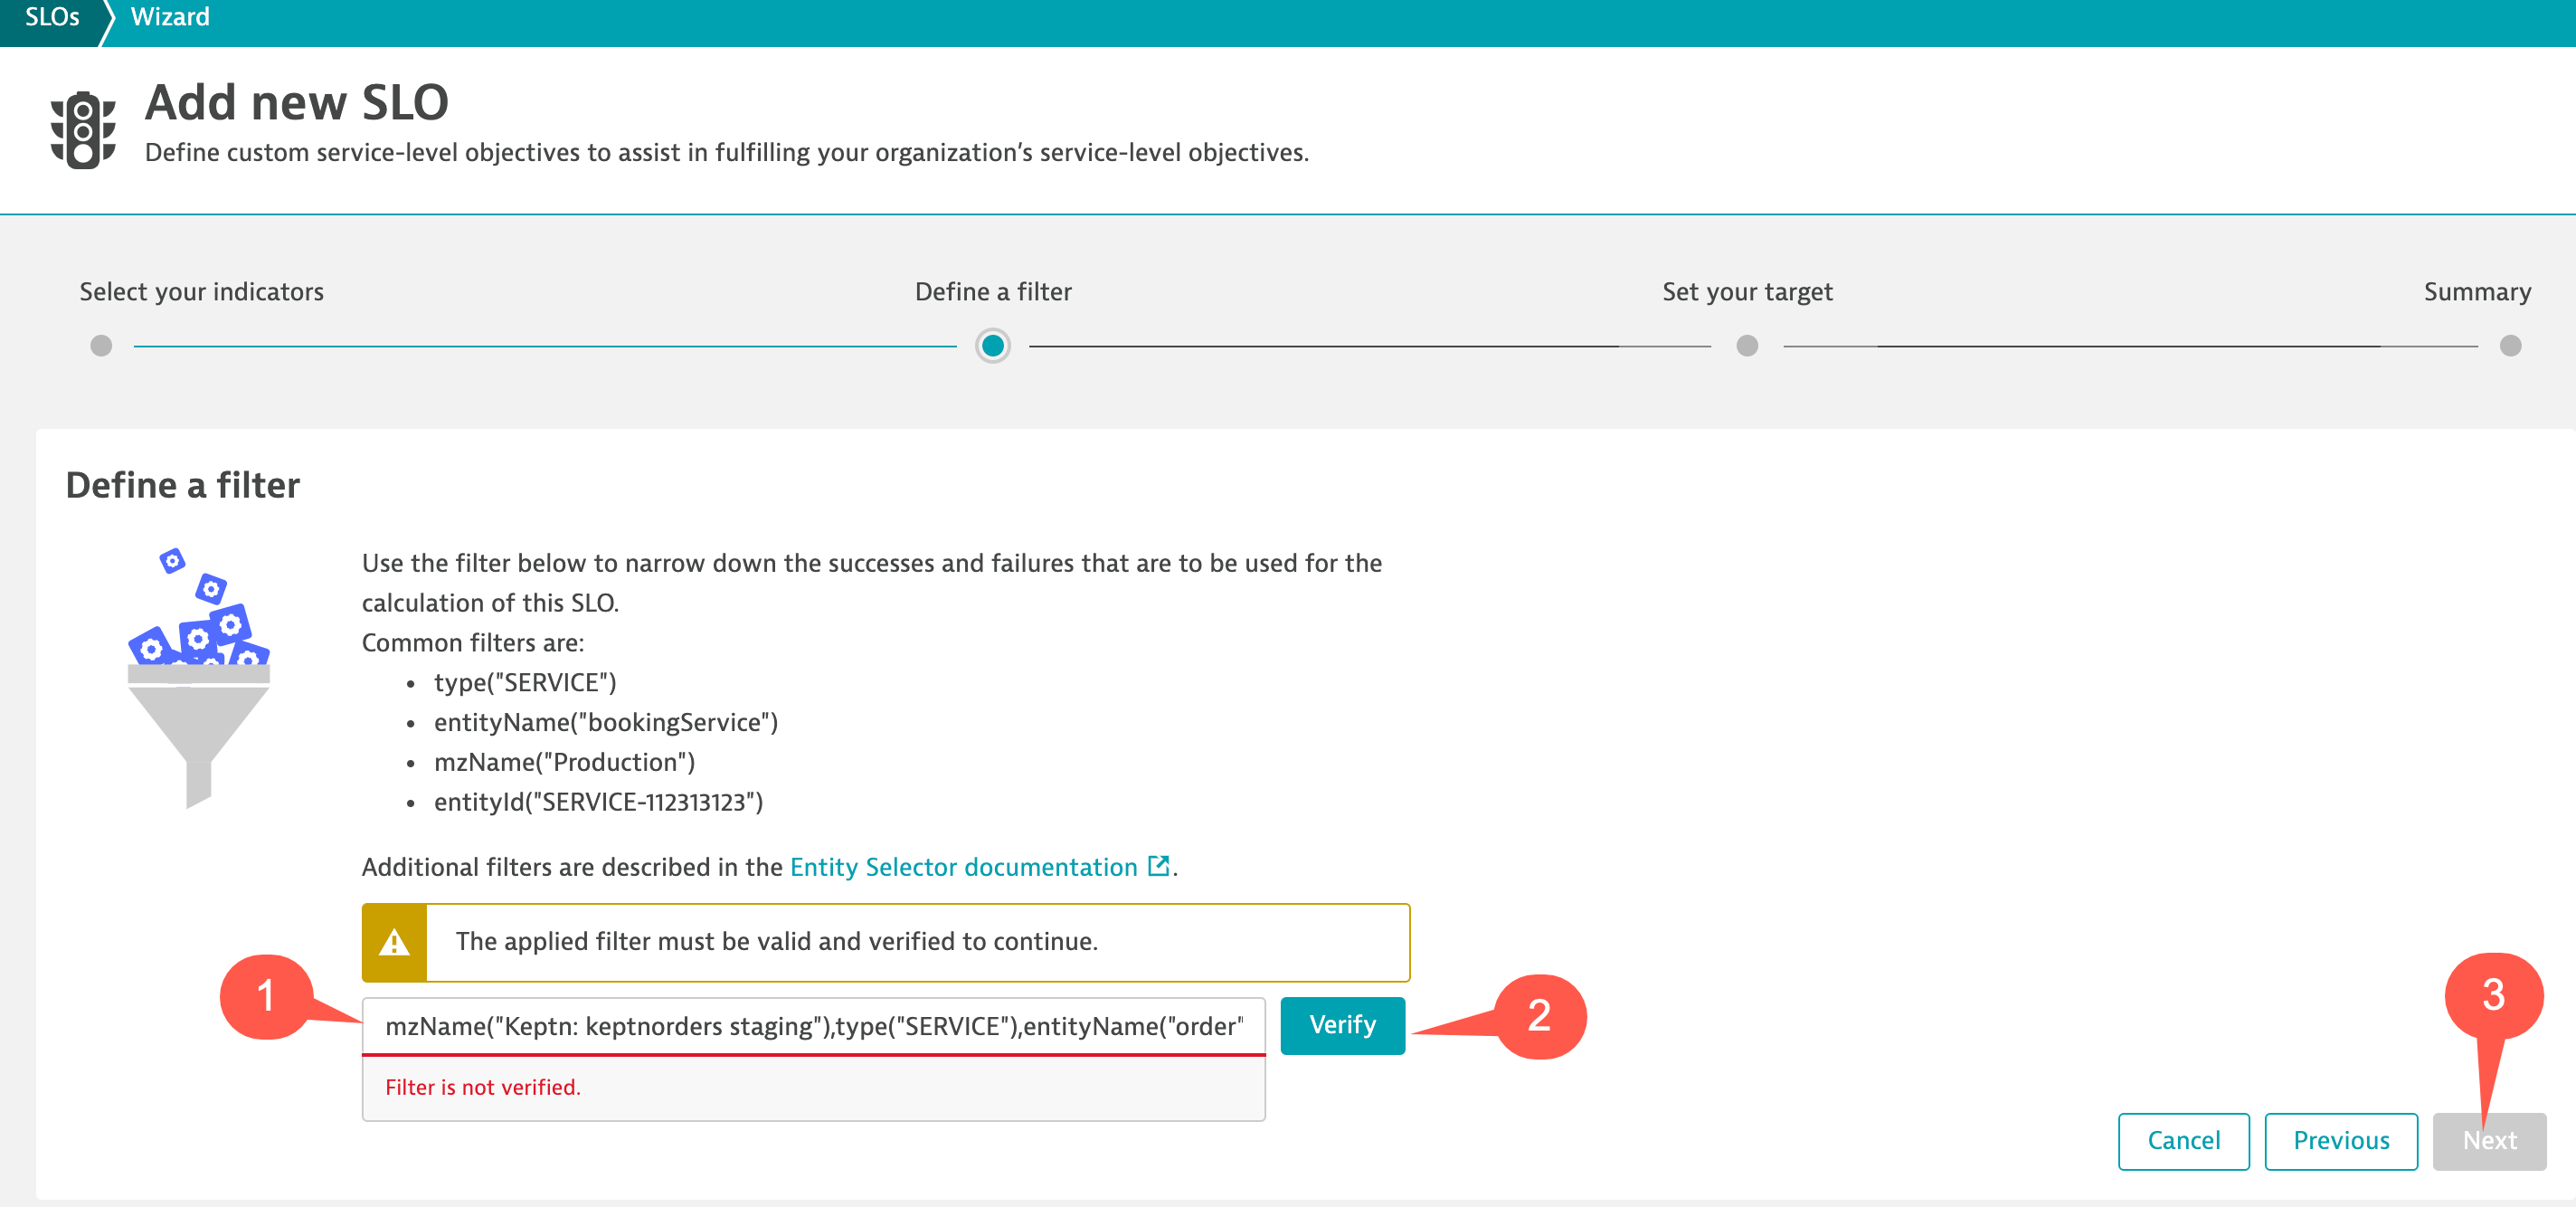 SLOs
Wizard
Add new SLO
Define custom service-level objectives to assist in fulfilling your organization's service-level objectives.
Select your indicators
Define a filter
Set your target
Summary
Define a filter
Use the filter below to narrow down the successes and failures that are to be used for the
calculation of this SLO.
Common filters are:
• type("SERVICE")
• entityName("bookingService")
• mzName("Production")
• entityId("SERVICE-112313123")
Additional filters are described in the Entity Selector documentation .
The applied filter must be valid and verified to continue.
1
mzName("Keptn: keptnorders staging"),type("SERVICE"),entityName("order"
Verify
2
3
Filter is not verified.
Cancel
Previous
Next